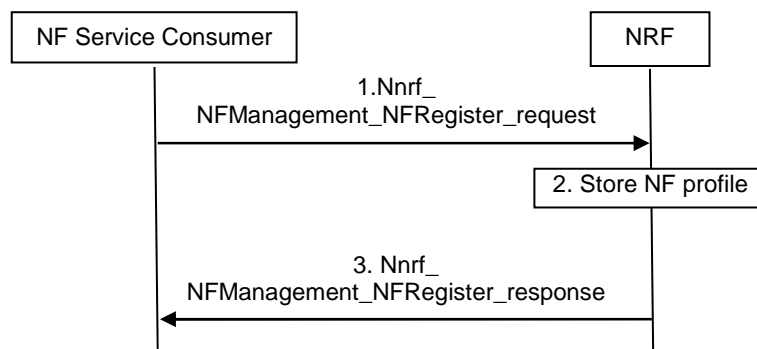 NF Service Consumer
NRF
1.Nnrf_
NFManagement_NFRegister_request
2. Store NF profile
3. Nnrf_
NFManagement_NFRegister_response